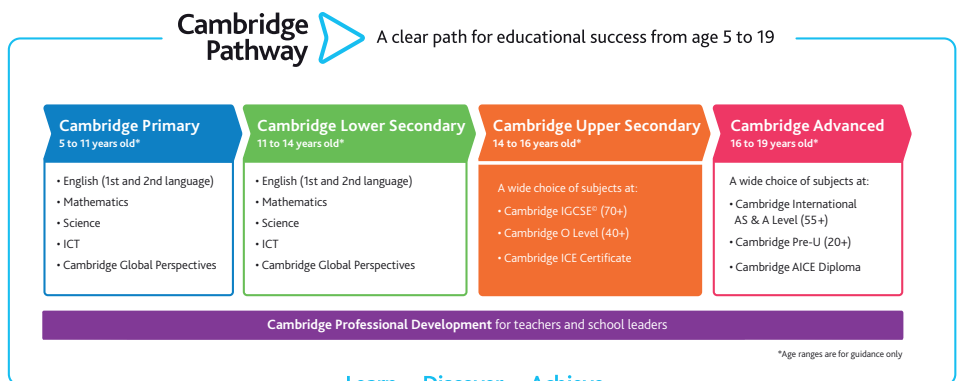 Cambridge
Pathway
A clear path for educational success from age 5 to 19
Cambridge Primary
5 to 11 years old*
• English (1st and 2nd language)
• Mathematics
• Science
• ICT
• Cambridge Global Perspectives
Cambridge Lower Secondary
11 to 14 years old*
• English (1st and 2nd language)
• Mathematics
• Science
• ICT
• Cambridge Global Perspectives
Cambridge Upper Secondary
14 to 16 years old*
A wide choice of subjects at:
• Cambridge IGCSE© (70+)
• Cambridge O Level (40+)
• Cambridge ICE Certificate
Cambridge Advanced
16 to 19 years old*
A wide choice of subjects at:
• Cambridge International
AS & A Level (55+)
• Cambridge Pre-U (20+)
• Cambridge AICE Diploma
Cambridge Professional Development for teachers and school leaders
*Age ranges are for guidance only
Learn Discover Achieve